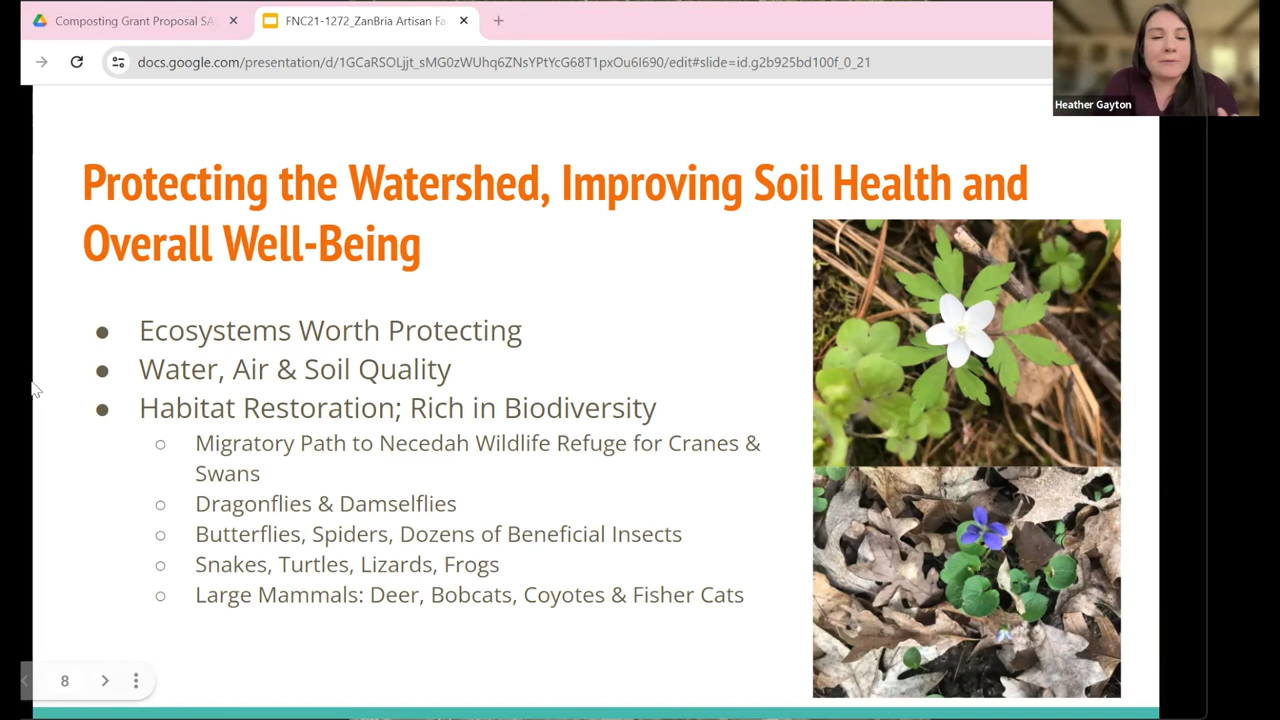 Composting Grant Proposal SA
FNC21-1272_ZanBria Artisan Fa
docs.google.com/presentation/d/1GCaRSOLjjt_sMG0zWUhq6ZNsYPtYcG68T1pxOu6I690/edit#slide=id.g2b925bd100f_0_21
Heather Gayton
Protecting the Watershed, Improving Soil Health and
Overall Well-Being
● Ecosystems Worth Protecting
● Water, Air & Soil Quality
● Habitat Restoration; Rich in Biodiversity
○ Migratory Path to Necedah Wildlife Refuge for Cranes &
Swans
○ Dragonflies & Damselflies
○ Butterflies, Spiders, Dozens of Beneficial Insects
○ Snakes, Turtles, Lizards, Frogs
○ Large Mammals: Deer, Bobcats, Coyotes & Fisher Cats
8